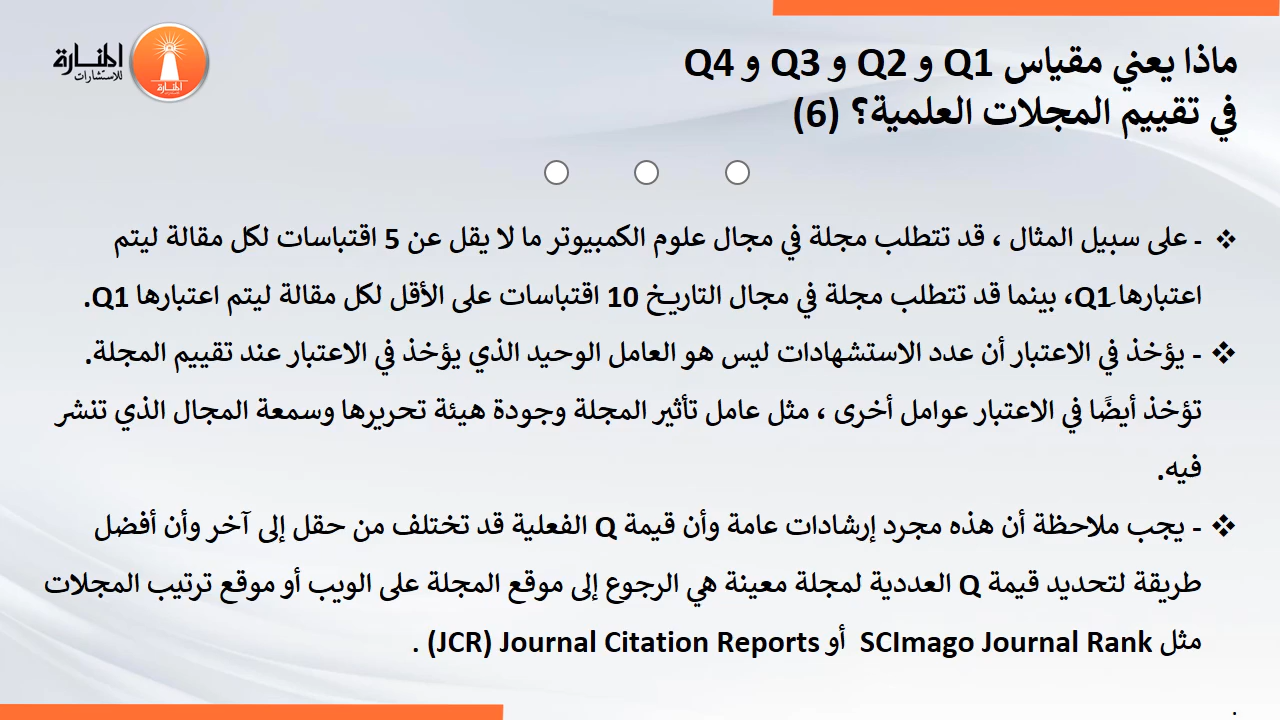 المنارة
للاستشارات
المنارة
ماذا يعني مقياس Q1 و Q2 و Q3 و Q4
في تقييم المجلات العلمية؟ (6)
❖ - على سبيل المثال ، قد تتطلب مجلة في مجال علوم الكمبيوتر ما لا يقل عن 5 اقتباسات لكل مقالة ليتم
اعتبارها Q1، بينما قد تتطلب مجلة في مجال التاريخ 10 اقتباسات على الأقل لكل مقالة ليتم اعتبارها Q1.
❖ - يؤخذ في الاعتبار أن عدد الاستشهادات ليس هو العامل الوحيد الذي يؤخذ في الاعتبار عند تقييم المجلة.
تؤخذ أيضًا في الاعتبار عوامل أخرى ، مثل عامل تأثير المجلة وجودة هيئة تحريرها وسمعة المجال الذي تنشر
فيه.
❖ - يجب ملاحظة أن هذه مجرد إرشادات عامة وأن قيمة Q الفعلية قد تختلف من حقل إلى آخر وأن أفضل
طريقة لتحديد قيمة Q العددية لمجلة معينة هي الرجوع إلى موقع المجلة على الويب أو موقع ترتيب المجلات
مثل SCImago Journal Rank أو Journal Citation Reports (JCR) .
.